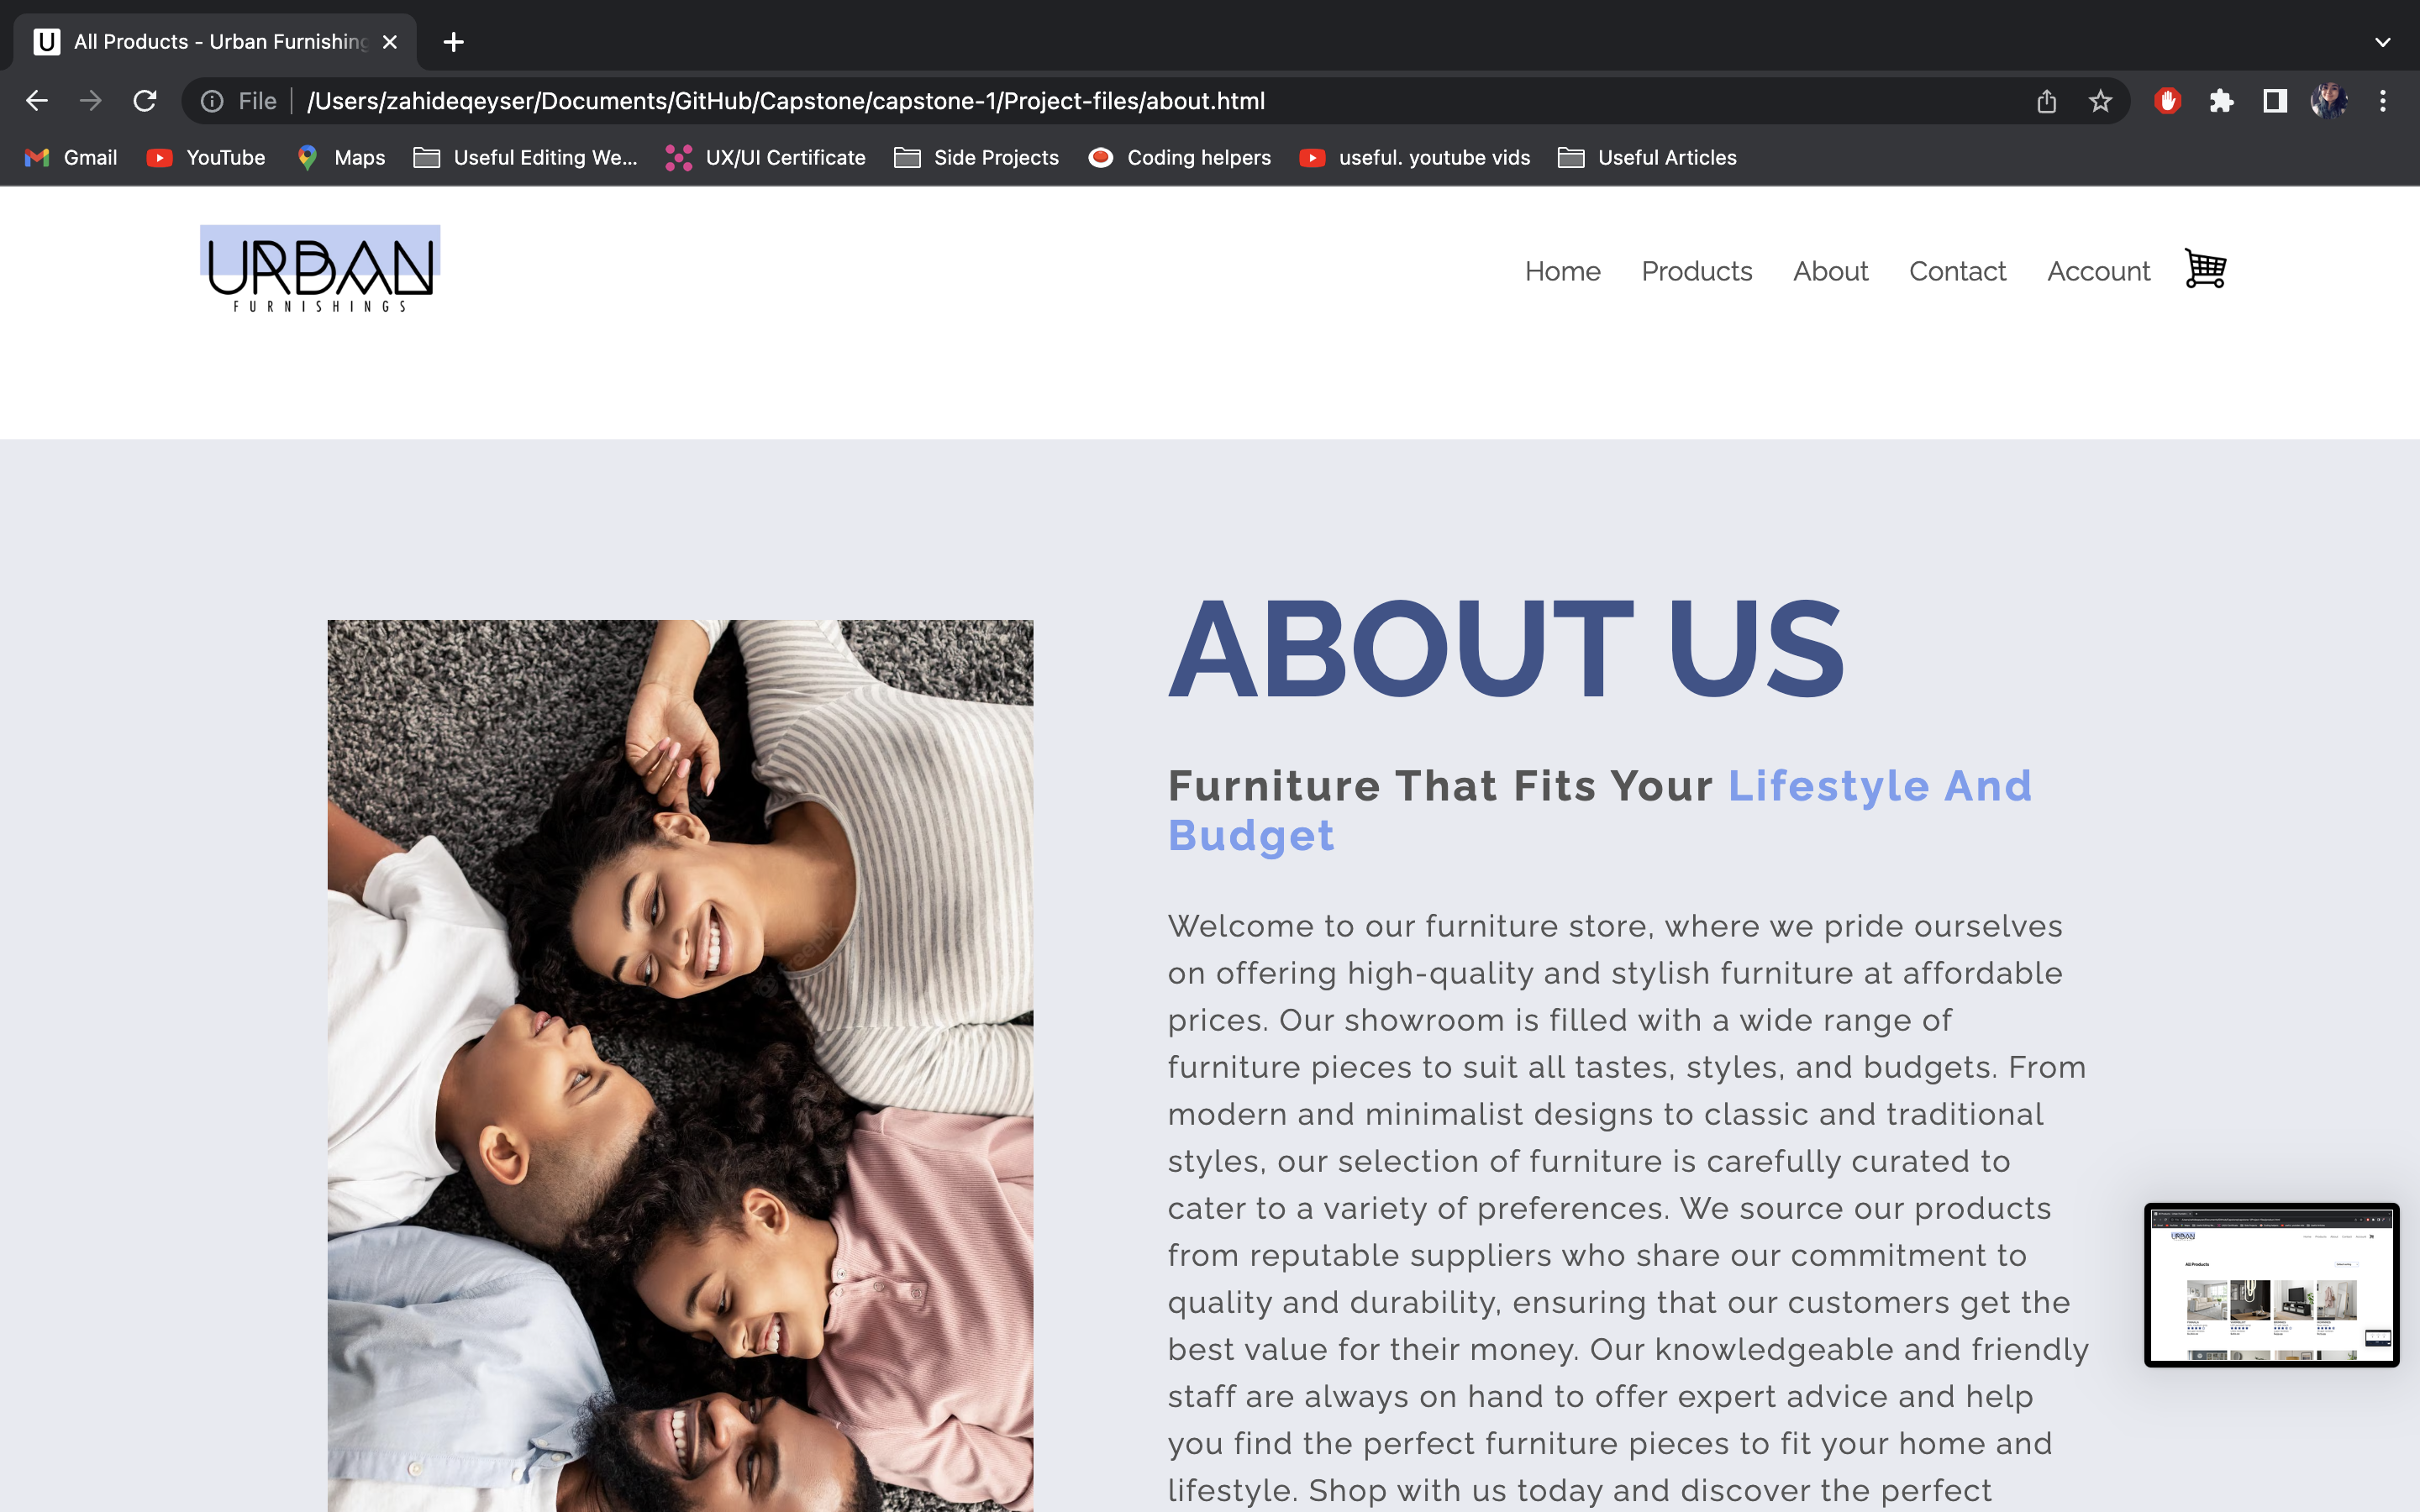 All Products - Urban Furnishing
File /Users/zahideqeyser/Documents/GitHub/Capstone/capstone-1/Project-files/about.html
Gmail YouTube Maps Useful Editing We... UX/UI Certificate Side Projects Coding helpers useful. youtube vids Useful Articles
URBAN
FURNISHINGS
Home Products About Contact Account
ABOUT US
Furniture That Fits Your Lifestyle And
Budget
Welcome to our furniture store, where we pride ourselves
on offering high-quality and stylish furniture at affordable
prices. Our showroom is filled with a wide range of
furniture pieces to suit all tastes, styles, and budgets. From
modern and minimalist designs to classic and traditional
styles, our selection of furniture is carefully curated to
cater to a variety of preferences. We source our products
from reputable suppliers who share our commitment to
quality and durability, ensuring that our customers get the
best value for their money. Our knowledgeable and friendly
staff are always on hand to offer expert advice and help
you find the perfect furniture pieces to fit your home and
lifestyle. Shop with us today and discover the perfect
URBAN
All Products